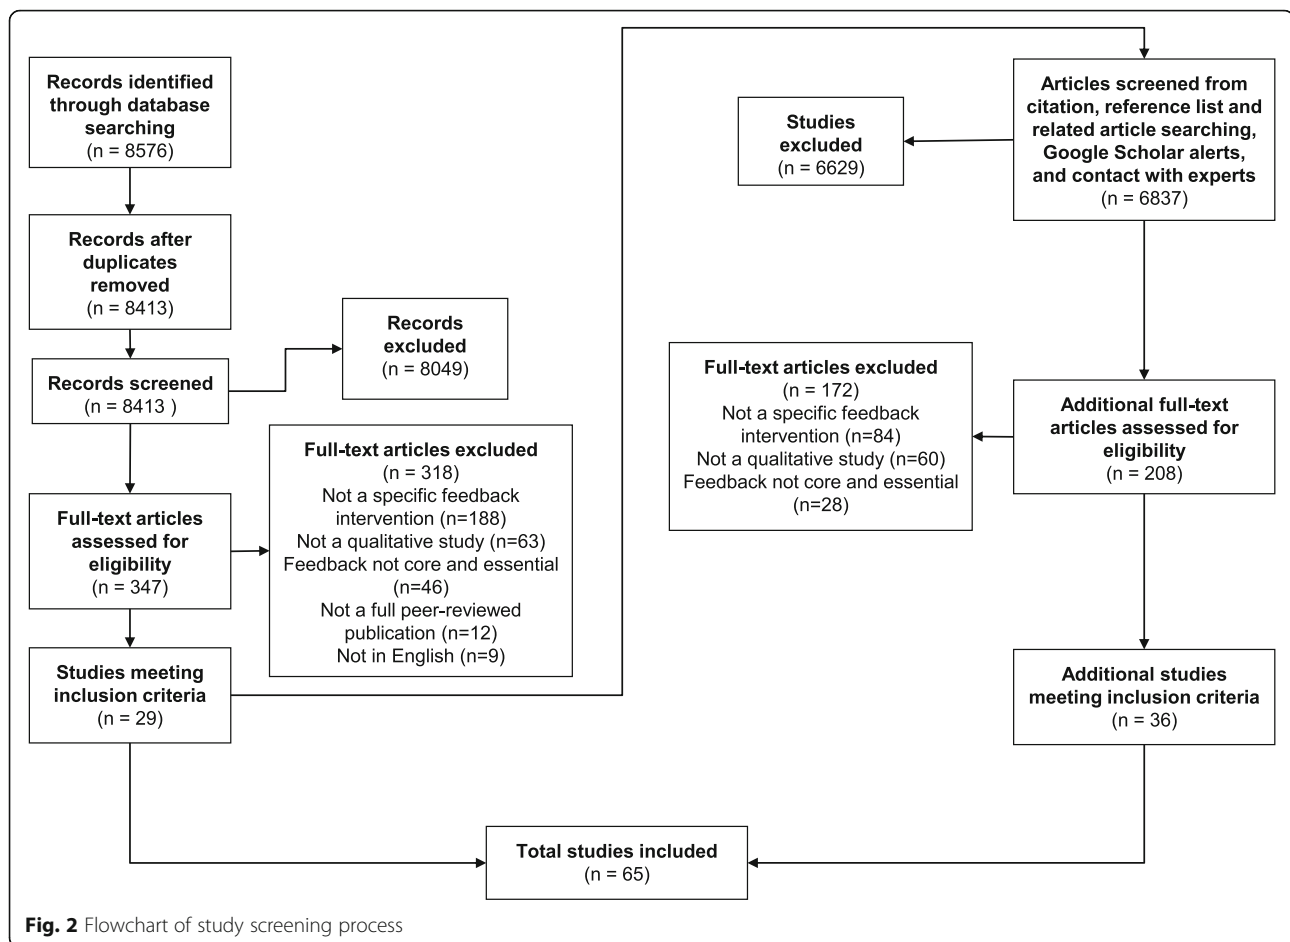 Records identified
through database
searching
(n = 8576)
Records after
duplicates
removed
(n = 8413)
Records screened
(n = 8413 )
Records
excluded
(n = 8049)
Full-text articles
assessed for
eligibility
(n = 347)
Full-text articles excluded
(n = 318)
Not a specific feedback
intervention (n=188)
Not a qualitative study (n=63)
Feedback not core and essential
(n=46)
Not a full peer-reviewed
publication (n=12)
Not in English (n=9)
Studies meeting
inclusion criteria
(n = 29)
Articles screened from
citation, reference list and
related article searching,
Google Scholar alerts,
and contact with experts
(n = 6837)
Studies
excluded
(n = 6629)
Additional full-text
articles assessed for
eligibility
(n = 208)
Full-text articles excluded
(n = 172)
Not a specific feedback
intervention (n=84)
Not a qualitative study (n=60)
Feedback not core and essential
(n=28)
Additional studies
meeting inclusion criteria
(n = 36)
Total studies included
(n = 65)
Fig. 2 Flowchart of study screening process